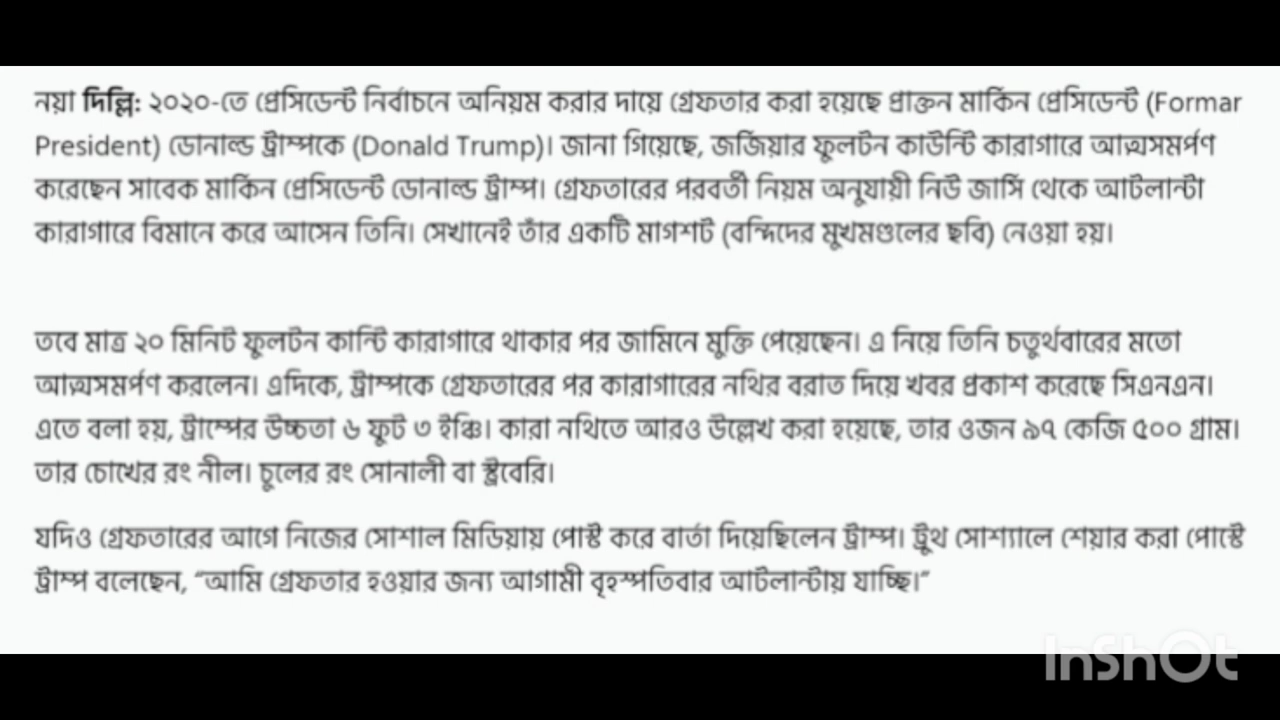 নয়া দিল্লি: ২০২০-তে প্রেসিডেন্ট নির্বাচনে অনিয়ম করার দায়ে গ্রেফতার করা হয়েছে প্রাক্তন মার্কিন প্রেসিডেন্ট (Formar
President) ডোনাল্ড ট্রাম্পকে (Donald Trump)। জানা গিয়েছে, জর্জিয়ার ফুলটন কাউন্টি কারাগারে আত্মসমর্পণ
করেছেন সাবেক মার্কিন প্রেসিডেন্ট ডোনাল্ড ট্রাম্প। গ্রেফতারের পরবর্তী নিয়ম অনুযায়ী নিউ জার্সি থেকে আটলান্টা
কারাগারে বিমানে করে আসেন তিনি। সেখানেই তাঁর একটি মাগশট (বন্দিদের মুখমণ্ডলের ছবি) নেওয়া হয়।
তবে মাত্র ২০ মিনিট ফুলটন কান্টি কারাগারে থাকার পর জামিনে মুক্তি পেয়েছেন। এ নিয়ে তিনি চতুর্থবারের মতো
আত্মসমর্পণ করলেন। এদিকে, ট্রাম্পকে গ্রেফতারের পর কারাগারের নথির বরাত দিয়ে খবর প্রকাশ করেছে সিএনএন।
এতে বলা হয়, ট্রাম্পের উচ্চতা ৬ ফুট ৩ ইঞ্চি। কারা নথিতে আরও উল্লেখ করা হয়েছে, তার ওজন ৯৭ কেজি ৫০০ গ্রাম।
তার চোখের রং নীল। চুলের রং সোনালী বা স্ট্রবেরি।
যদিও গ্রেফতারের আগে নিজের সোশাল মিডিয়ায় পোস্ট করে বার্তা দিয়েছিলেন ট্রাম্প। ট্রুথ সোশ্যালে শেয়ার করা পোস্টে
ট্রাম্প বলেছেন, “আমি গ্রেফতার হওয়ার জন্য আগামী বৃহস্পতিবার আটলান্টায় যাচ্ছি।”
InShOt